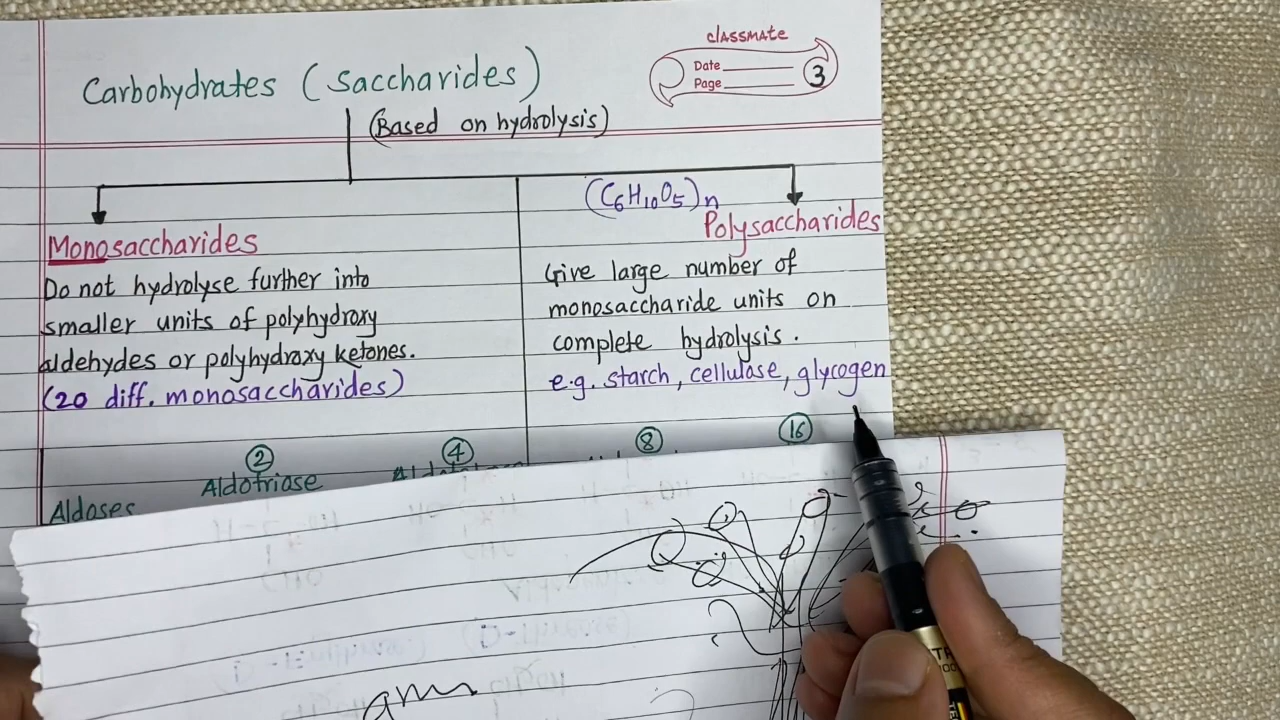 Carbohydrates (Saccharides)
classmate
Date
Page 3
(Based on hydrolysis)
Monosaccharides
Do not hydrolyse further into
smaller units of polyhydroxy
aldehydes or polyhydroxy ketones.
(20 diff. monosaccharides)
(C6H10O5)n
Polysaccharides
Give large number of
monosaccharide units on
complete hydrolysis.
e.g. starch, cellulose, glycogen
2 4 8 16
Aldotriose
Aldoses